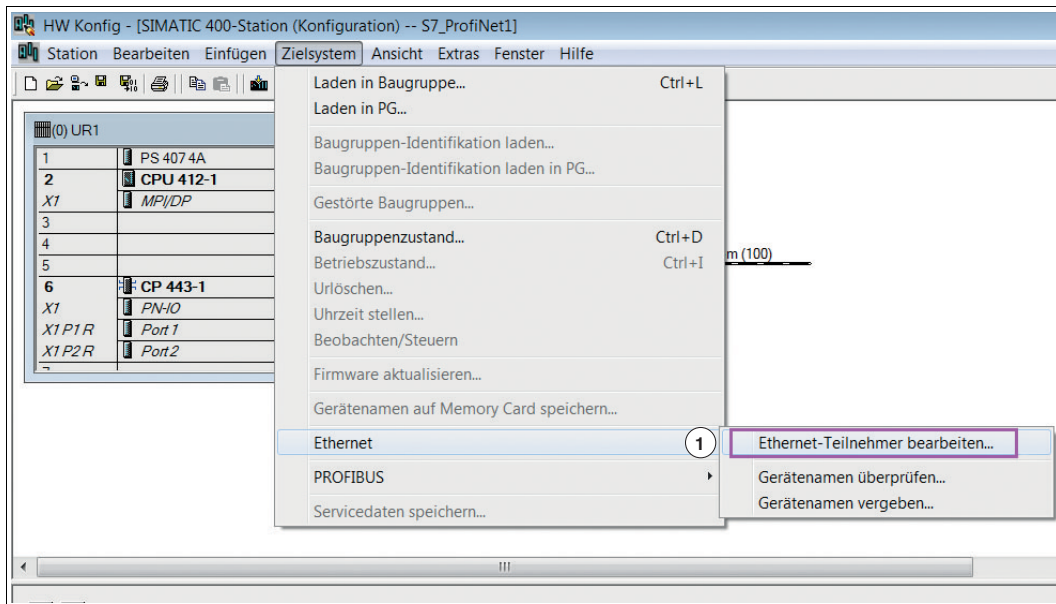 HW Konfig - [SIMATIC 400-Station (Konfiguration) -- S7_ProfiNet1]
Station Bearbeiten Einfügen Zielsystem Ansicht Extras Fenster Hilfe
(0) UR1
1 PS 407 4A
2 CPU 412-1
X1 MPI/DP
3
4
5
6 CP 443-1
X1 PN-IO
X1 P1 R Port 1
X1 P2 R Port 2
Laden in Baugruppe... Ctrl+L
Laden in PG...
Baugruppen-Identifikation laden...
Baugruppen-Identifikation laden in PG...
Gestörte Baugruppen...
Baugruppenzustand... Ctrl+D
Betriebszustand... Ctrl+I
Urlöschen...
Uhrzeit stellen...
Beobachten/Steuern
Firmware aktualisieren...
Gerätenamen auf Memory Card speichern...
Ethernet
PROFIBUS
Servicedaten speichern...
m (100)
1
Ethernet-Teilnehmer bearbeiten...
Gerätenamen überprüfen...
Gerätenamen vergeben...